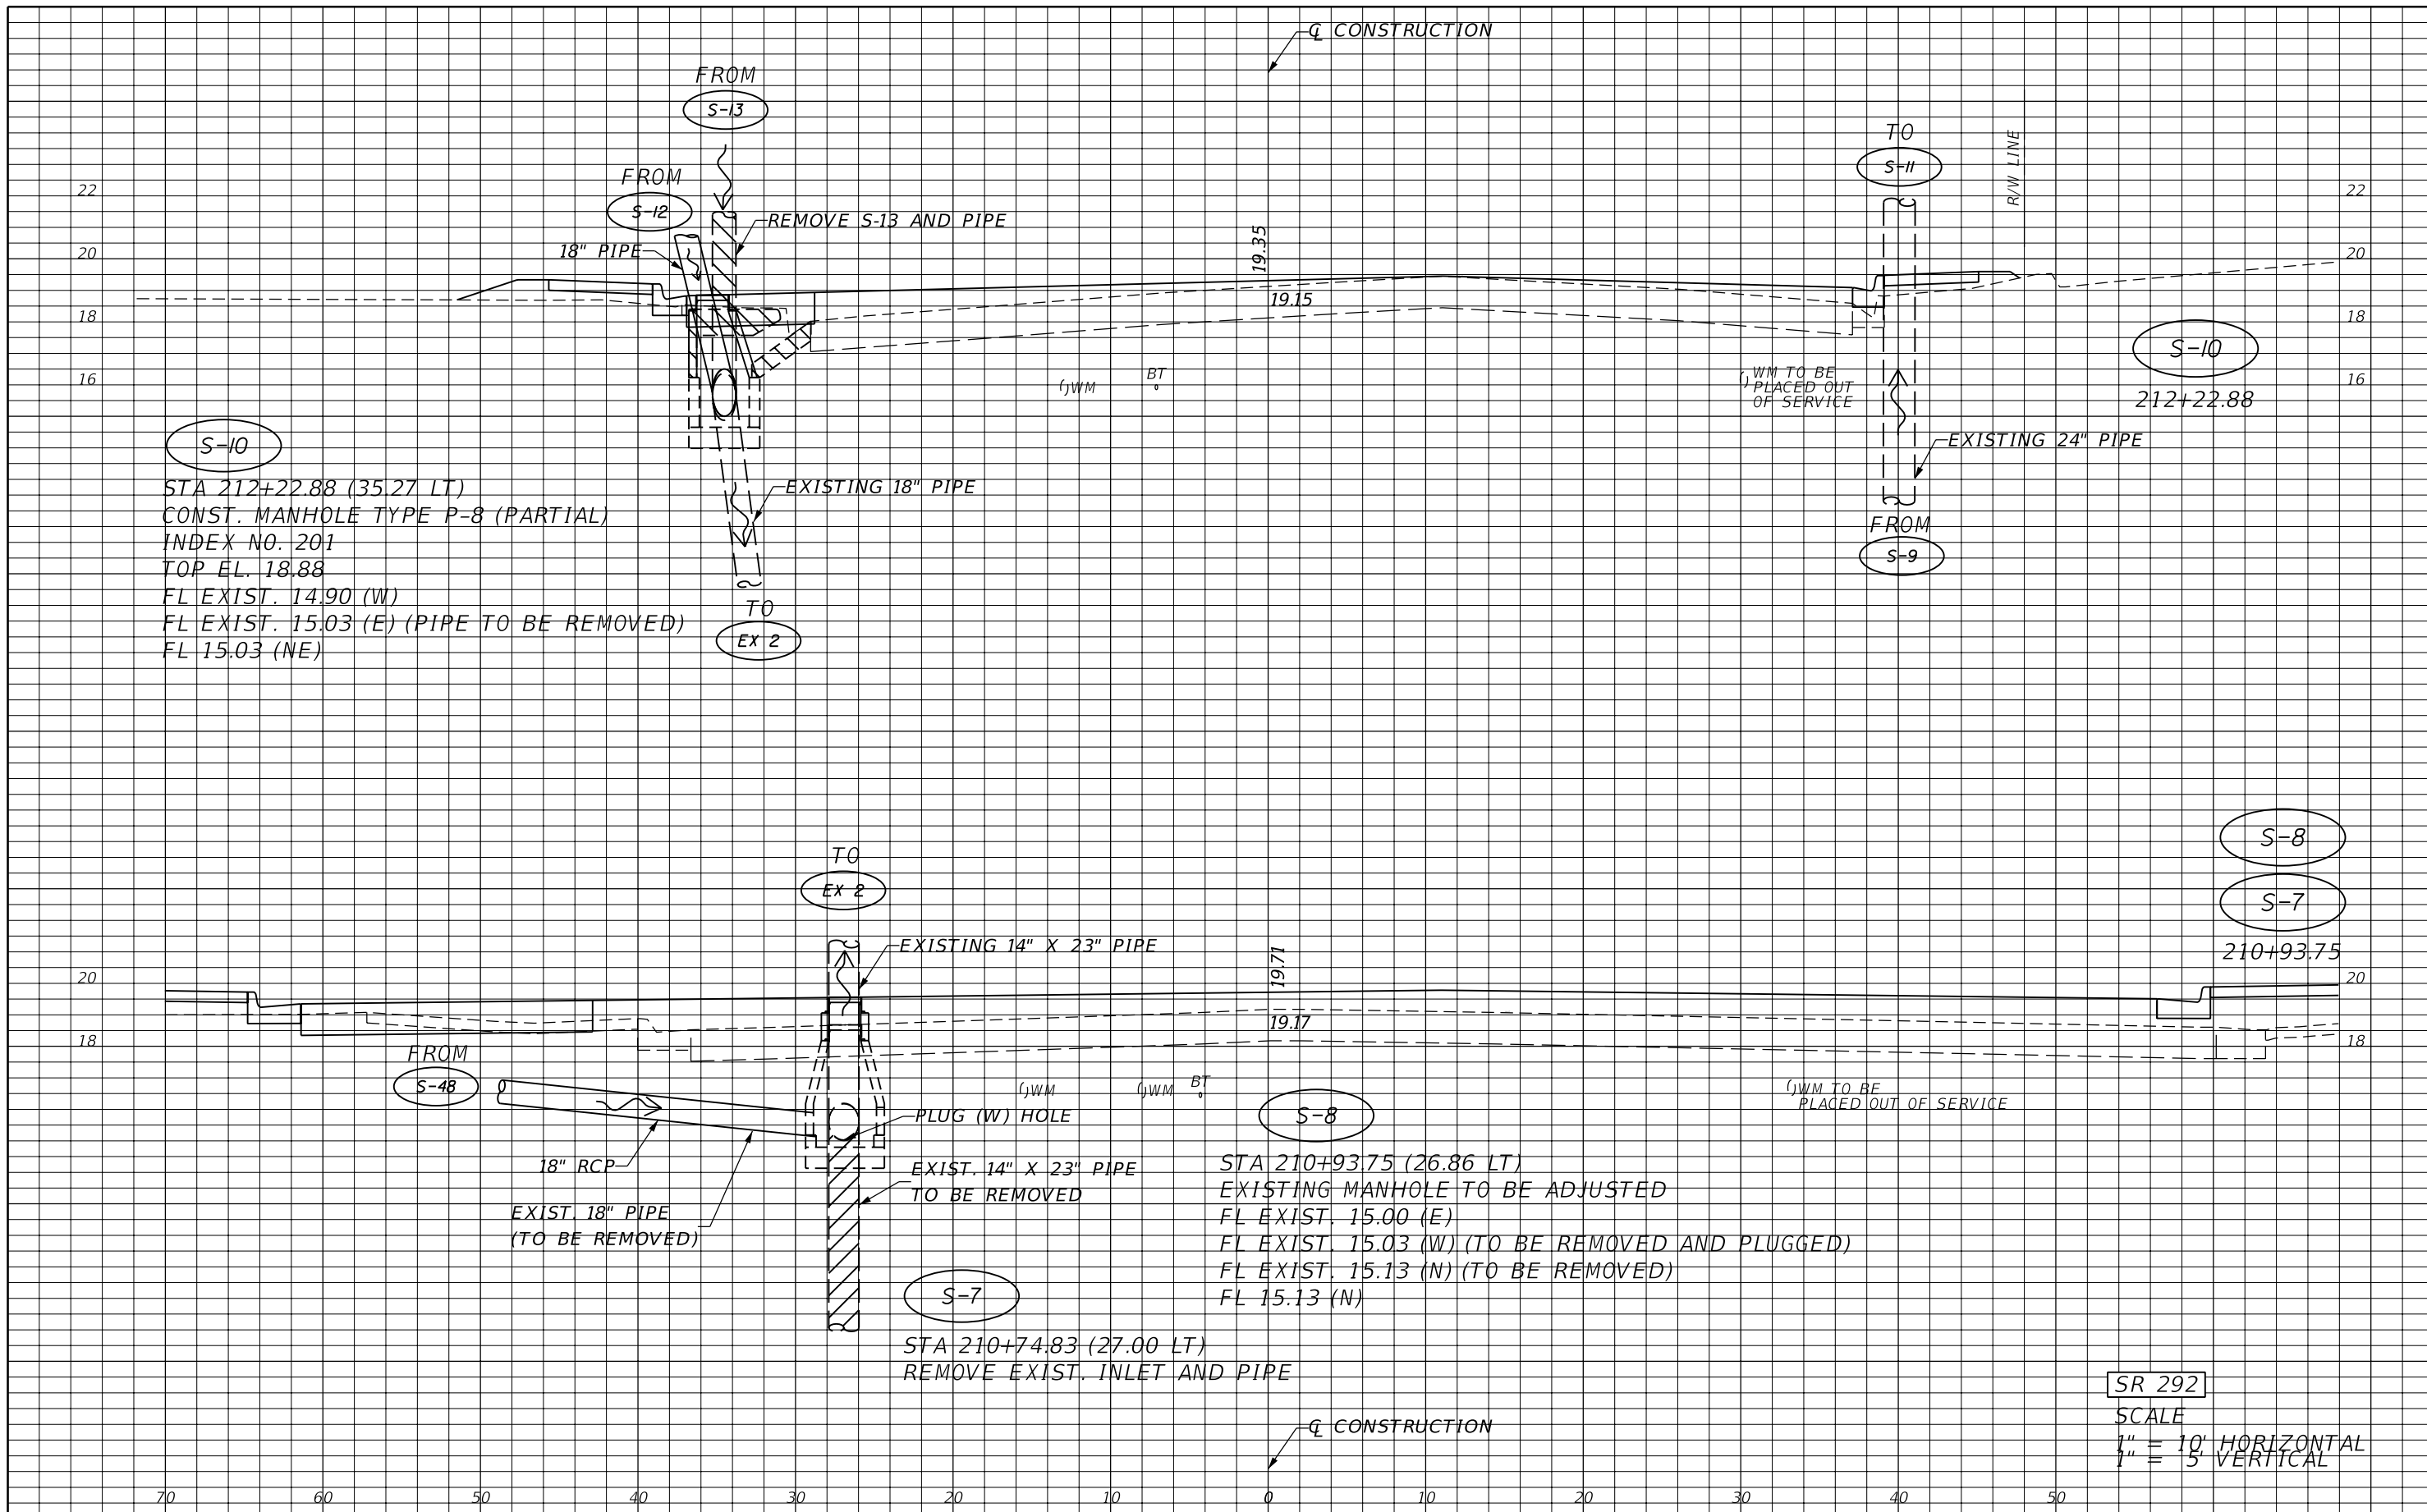 ℄ CONSTRUCTION
FROM
S-13
FROM
S-12
18" PIPE
REMOVE S-13 AND PIPE
TO
S-11
R/W LINE
22
22
20
20
18
18
16
16
19.35
19.15
WM
BT
WM TO BE
PLACED OUT
OF SERVICE
S-10
212+22.88
EXISTING 24" PIPE
FROM
S-9
S-10
STA 212+22.88 (35.27 LT)
CONST. MANHOLE TYPE P-8 (PARTIAL)
INDEX NO. 201
TOP EL. 18.88
FL EXIST. 14.90 (W)
FL EXIST. 15.03 (E) (PIPE TO BE REMOVED)
FL 15.03 (NE)
EXISTING 18" PIPE
TO
EX 2
S-8
S-7
210+93.75
TO
EX 2
EXISTING 14" X 23" PIPE
20
20
18
18
19.71
19.17
FROM
S-48
WM
WM
BT
WM TO BE
PLACED OUT OF SERVICE
PLUG (W) HOLE
18" RCP
EXIST. 14" X 23" PIPE
TO BE REMOVED
EXIST. 18" PIPE
(TO BE REMOVED)
S-8
STA 210+93.75 (26.86 LT)
EXISTING MANHOLE TO BE ADJUSTED
FL EXIST. 15.00 (E)
FL EXIST. 15.03 (W) (TO BE REMOVED AND PLUGGED)
FL EXIST. 15.13 (N) (TO BE REMOVED)
FL 15.13 (N)
S-7
STA 210+74.83 (27.00 LT)
REMOVE EXIST. INLET AND PIPE
℄ CONSTRUCTION
SR 292
SCALE
1" = 10' HORIZONTAL
1" = 5' VERTICAL
70 60 50 40 30 20 10 0 10 20 30 40 50